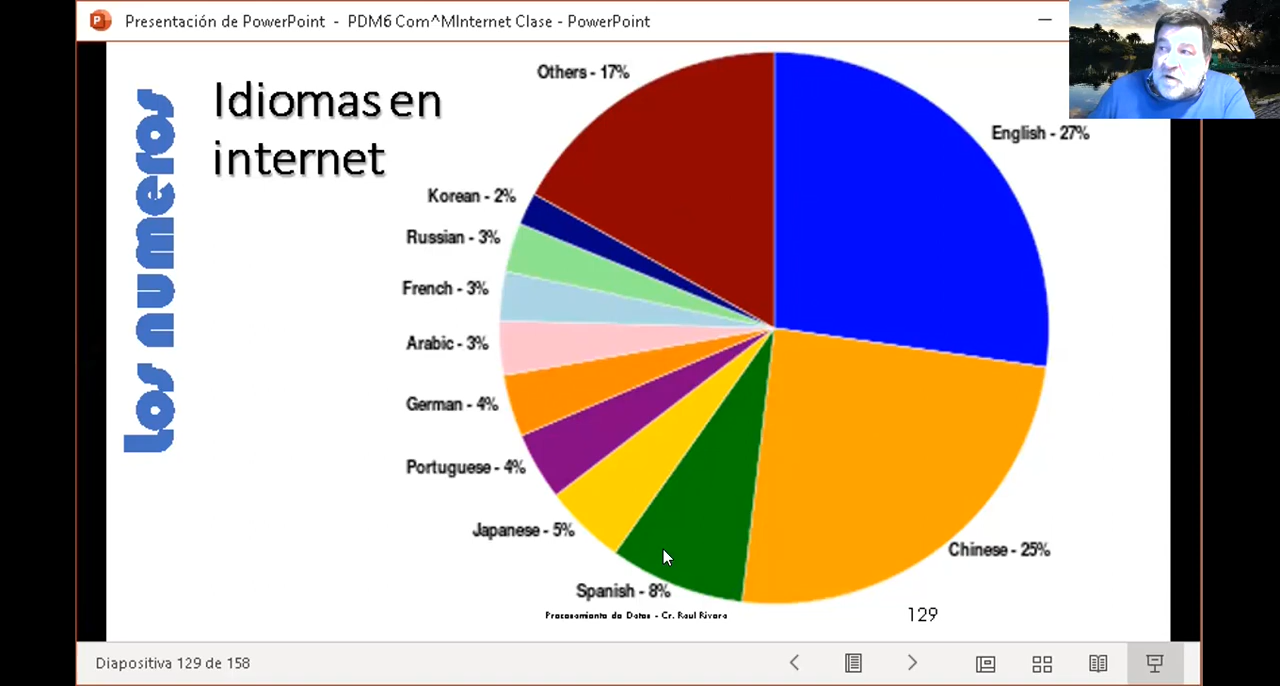 Presentación de PowerPoint - PDM6 Com^MInternet Clase - PowerPoint
Los numeros
Idiomas en
internet
Others - 17%
English - 27%
Korean - 2%
Russian - 3%
French - 3%
Arabic - 3%
German - 4%
Portuguese - 4%
Japanese - 5%
Chinese - 25%
Spanish - 8%
Procesamiento de Datos - Cr. Raul Rivera
129
Diapositiva 129 de 158